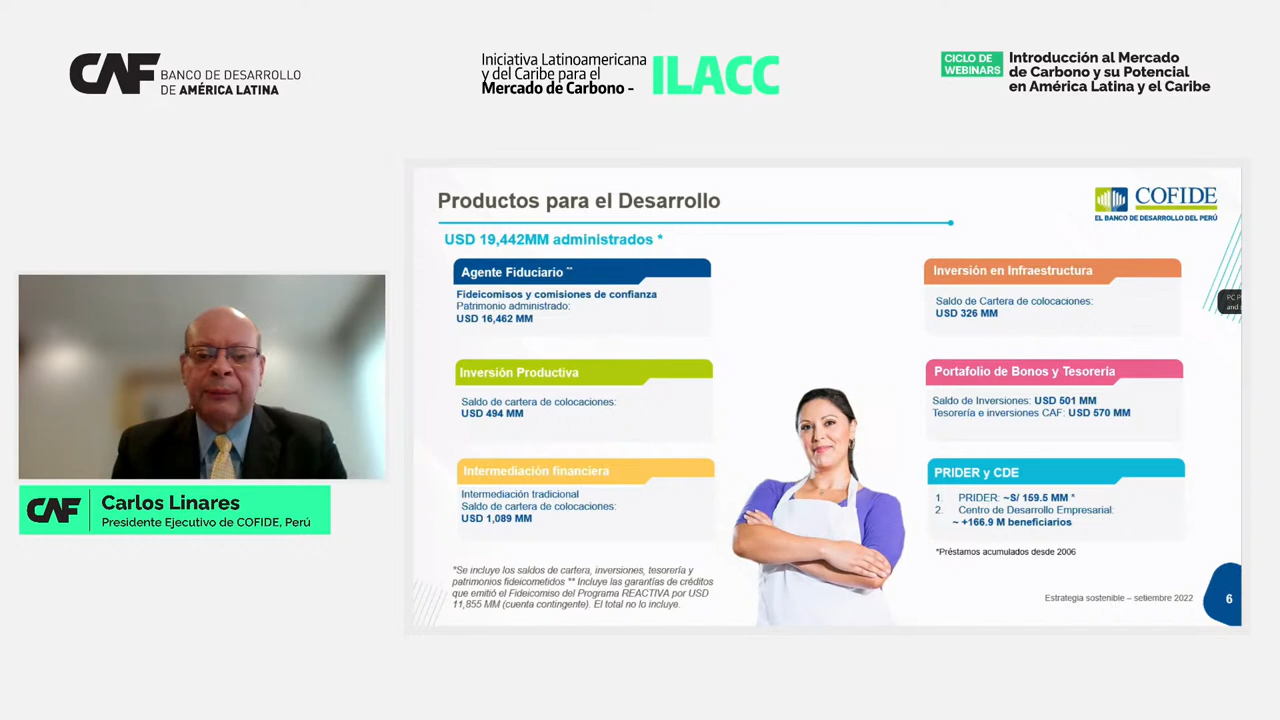 CAF BANCO DE DESARROLLO
DE AMÉRICA LATINA
Iniciativa Latinoamericana
y del Caribe para el
Mercado de Carbono -
ILACC
CICLO DE
WEBINARS
Introducción al Mercado
de Carbono y su Potencial
en América Latina y el Caribe
Productos para el Desarrollo
COFIDE
EL BANCO DE DESARROLLO DEL PERÚ
USD 19,442MM administrados *
Agente Fiduciario **
Fideicomisos y comisiones de confianza
Patrimonio administrado:
USD 16,462 MM
Inversión Productiva
Saldo de cartera de colocaciones:
USD 494 MM
Intermediación financiera
Intermediación tradicional
Saldo de cartera de colocaciones:
USD 1,089 MM
*Se incluye los saldos de cartera, inversiones, tesorería y
patrimonios fideicometidos ** Incluye las garantías de créditos
que emitió el Fideicomiso del Programa REACTIVA por USD
11,855 MM (cuenta contingente). El total no lo incluye.
Inversión en Infraestructura
Saldo de Cartera de colocaciones:
USD 326 MM
Portafolio de Bonos y Tesorería
Saldo de Inversiones: USD 501 MM
Tesorería e inversiones CAF: USD 570 MM
PRIDER y CDE
1. PRIDER: ~S/ 159.5 MM *
2. Centro de Desarrollo Empresarial:
~ +166.9 M beneficiarios
*Préstamos acumulados desde 2006
Estrategia sostenible – setiembre 2022
6
CAF
Carlos Linares
Presidente Ejecutivo de COFIDE, Perú